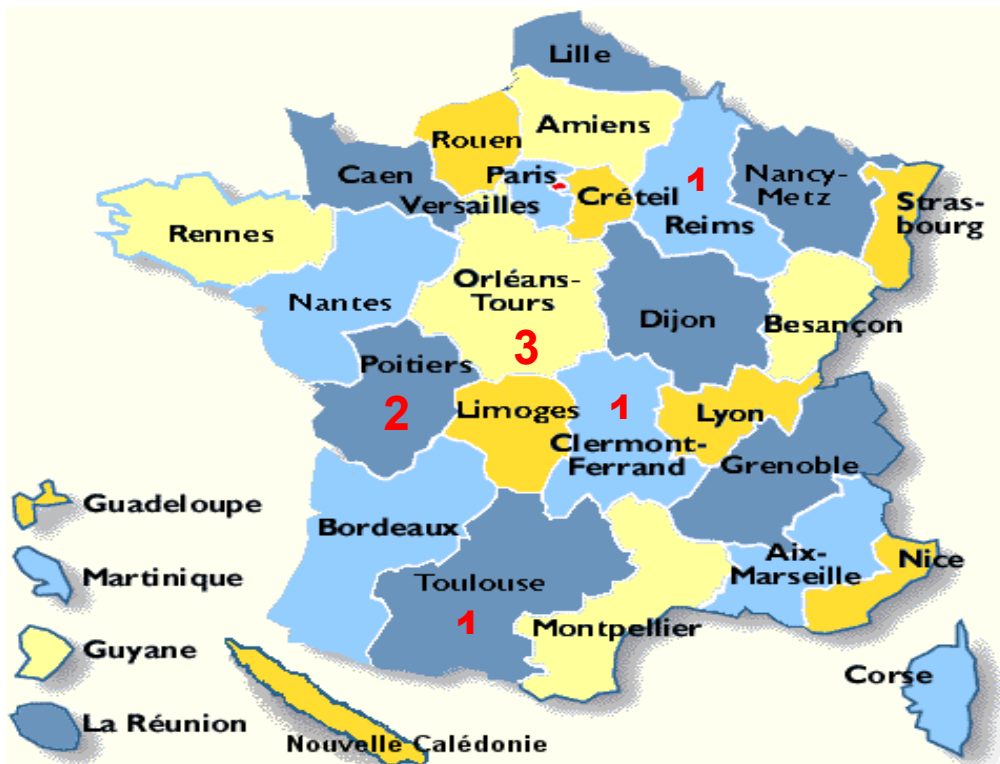 Lille
Amiens
Rouen
Caen
Paris
Créteil
1
Nancy-
Metz
Stras-
bourg
Versailles
Reims
Rennes
Orléans-
Tours
Nantes
Dijon
Besançon
3
Poitiers
2
Limoges
1
Lyon
Clermont-
Ferrand
Grenoble
Guadeloupe
Bordeaux
Aix-
Marseille
Nice
Martinique
Toulouse
1
Montpellier
Guyane
Corse
La Réunion
Nouvelle Calédonie